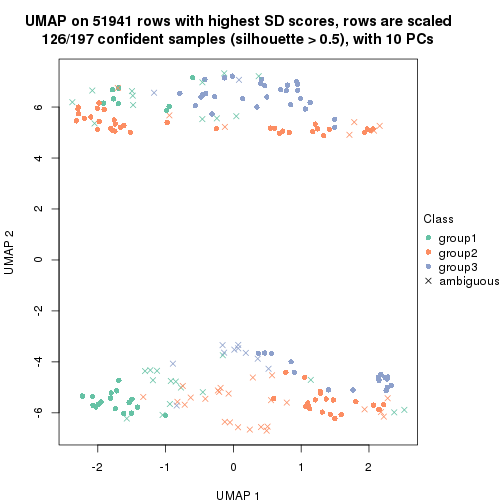 UMAP on 51941 rows with highest SD scores, rows are scaled
126/197 confident samples (silhouette > 0.5), with 10 PCs
6
4
2
0
-2
-4
-6
UMAP 2
-2
-1
0
1
2
UMAP 1
Class
group1
group2
group3
ambiguous